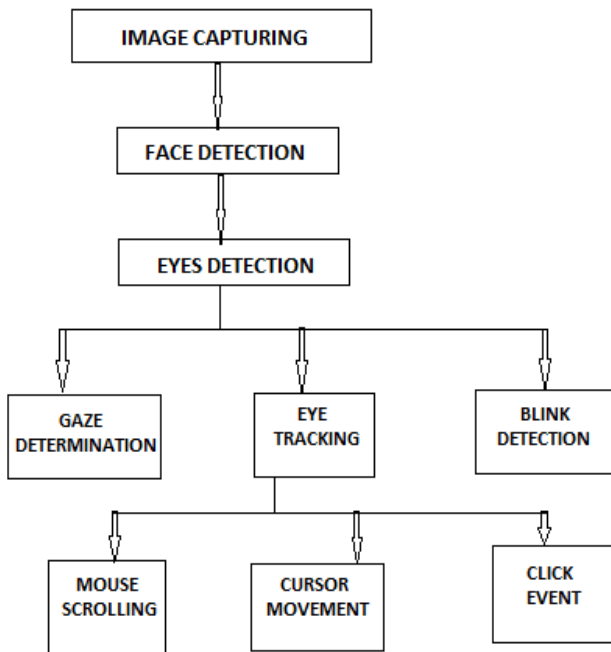 IMAGE CAPTURING
FACE DETECTION
EYES DETECTION
GAZE
DETERMINATION
EYE
TRACKING
BLINK
DETECTION
MOUSE
SCROLLING
CURSOR
MOVEMENT
CLICK
EVENT